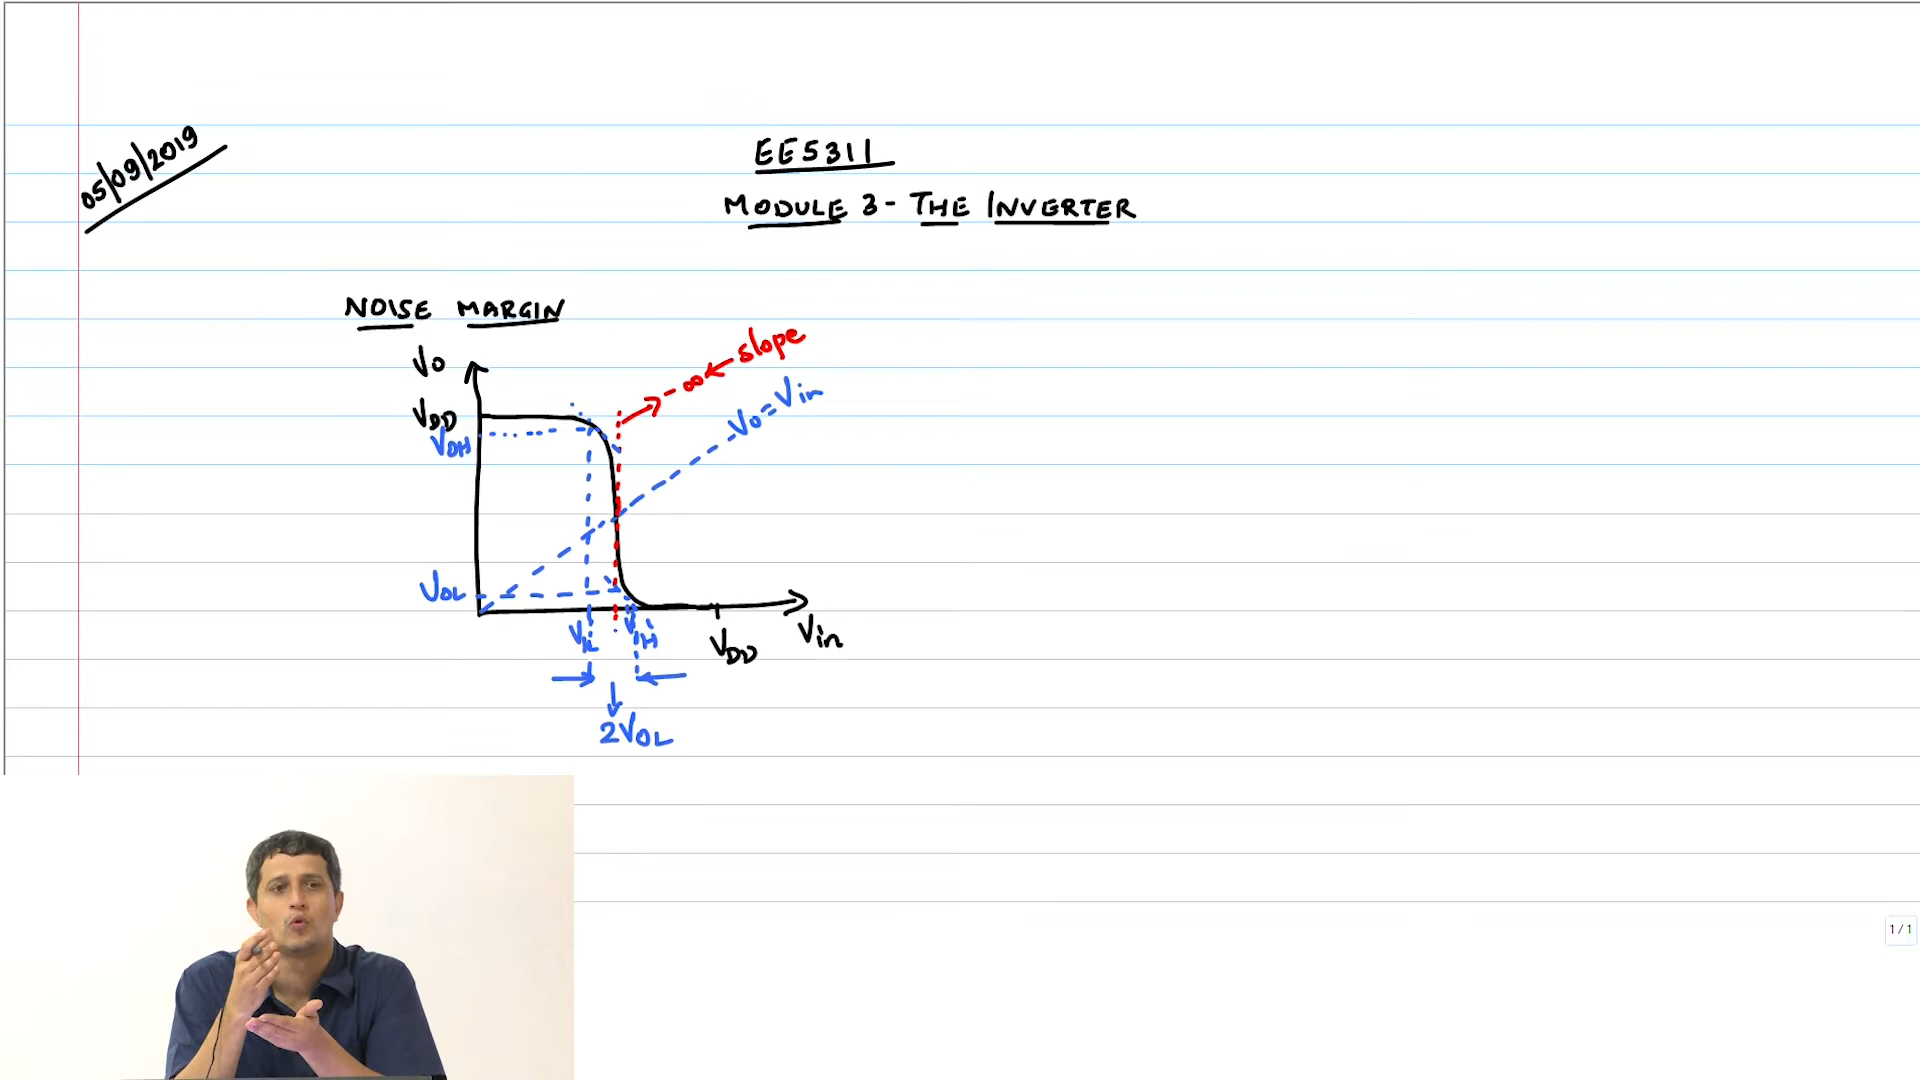 05/09/2019
EE5311
MODULE 3 - THE INVERTER
NOISE MARGIN
Vo
VDD
VOH
VOL
- ∞ ← slope
Vo = Vin
VIL
VIH
VDD
Vin
2VOL
1 / 1